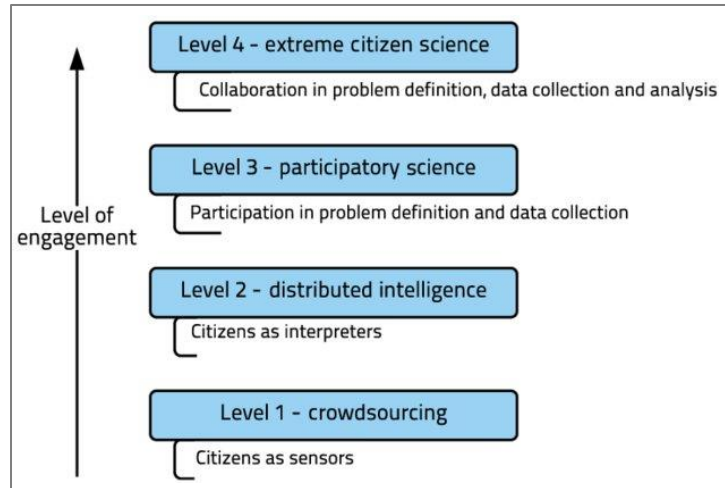 Level 4 - extreme citizen science
Collaboration in problem definition, data collection and analysis
Level 3 - participatory science
Participation in problem definition and data collection
Level of
engagement
Level 2 - distributed intelligence
Citizens as interpreters
Level 1 - crowdsourcing
Citizens as sensors